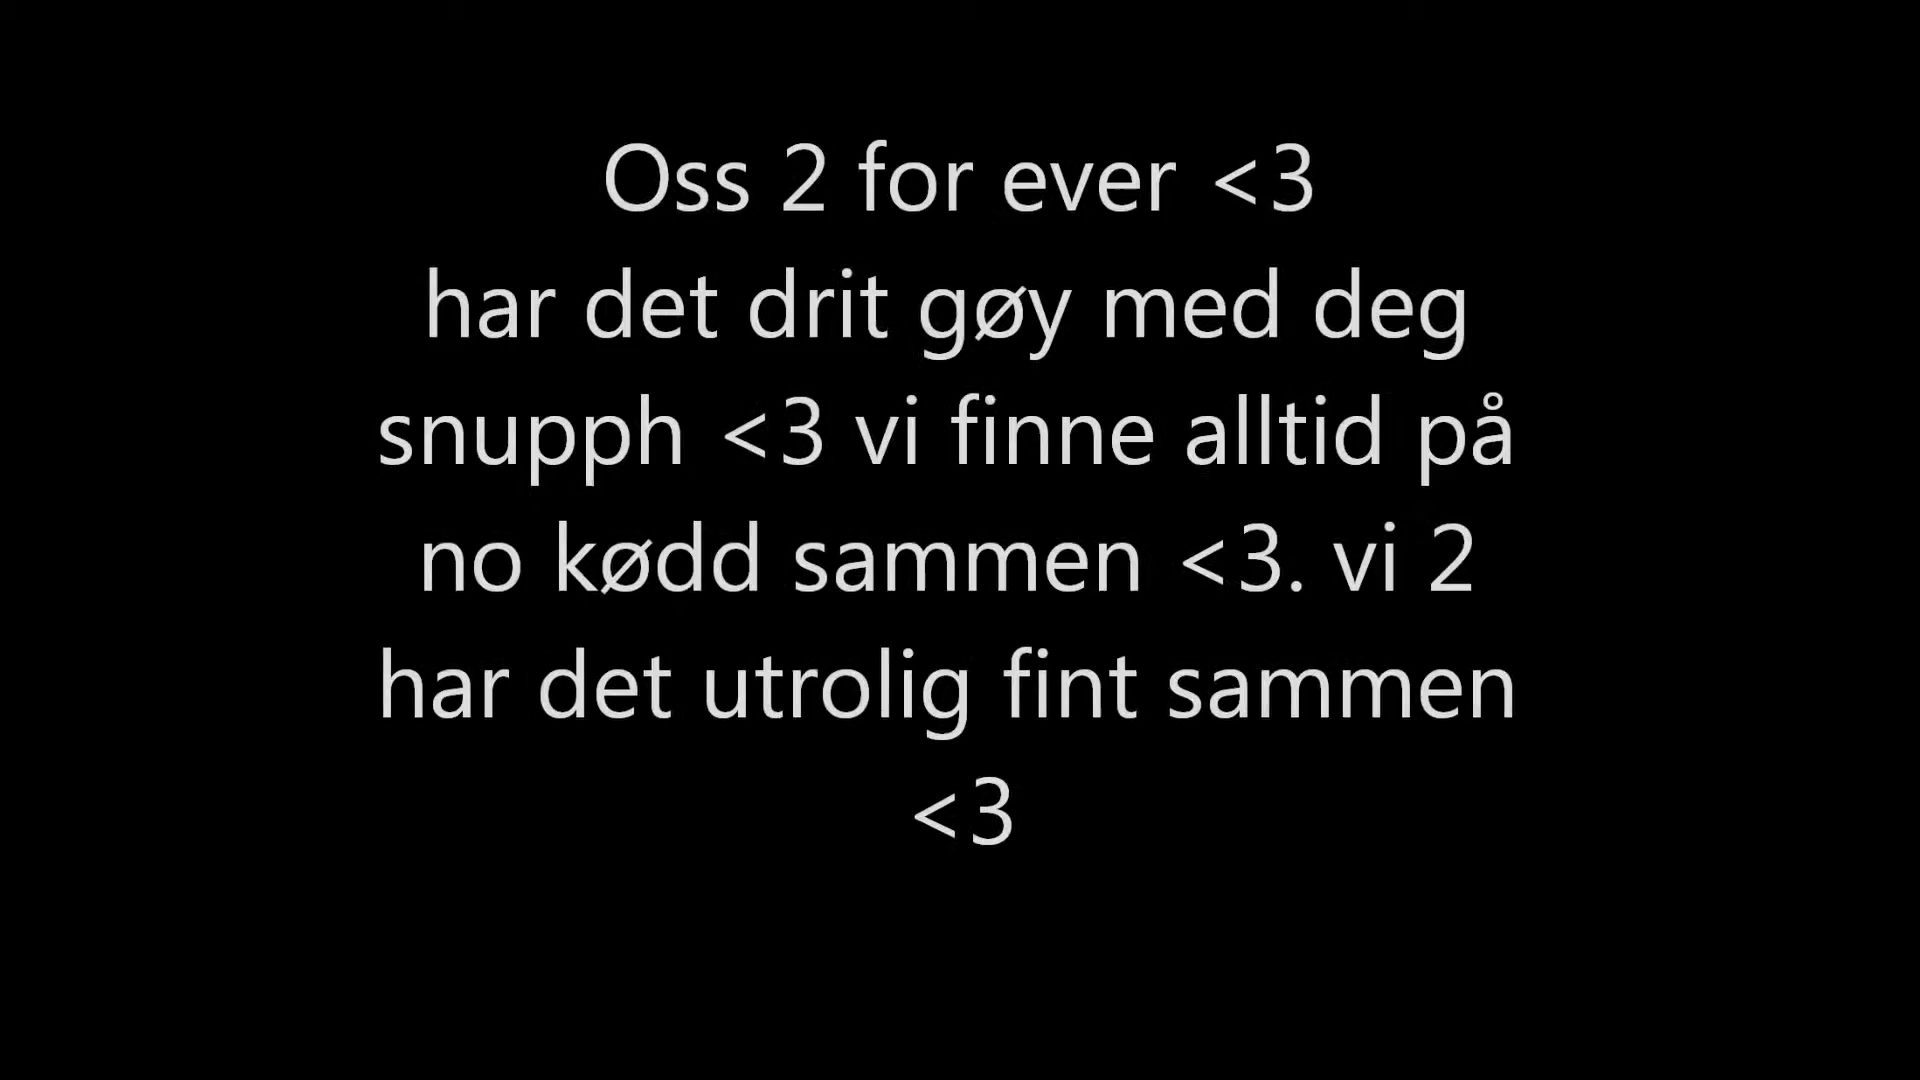 Oss 2 for ever <3
har det drit gøy med deg
snupph <3 vi finne alltid på
no kødd sammen <3. vi 2
har det utrolig fint sammen
<3